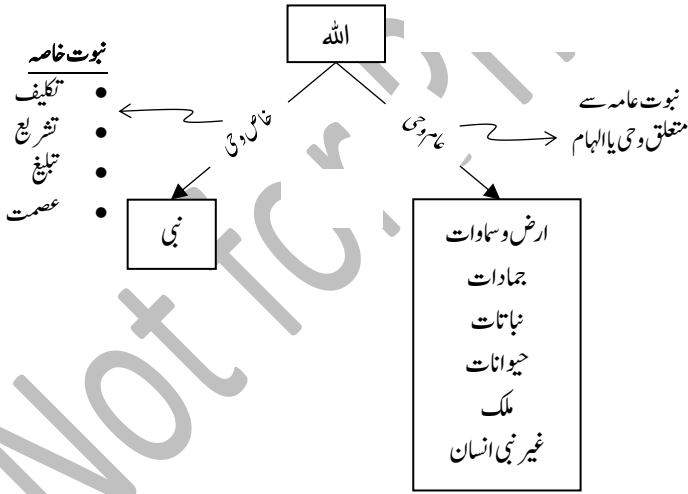 اللہ
نبوت خاصہ
تکلیف
تشریع
تبلیغ
عصمت
خاص وحی
عام وحی
نبوت عامہ سے
متعلق وحی یا الہام
نبی
ارض و سماوات
جمادات
نباتات
حیوانات
ملک
غیر نبی انسان